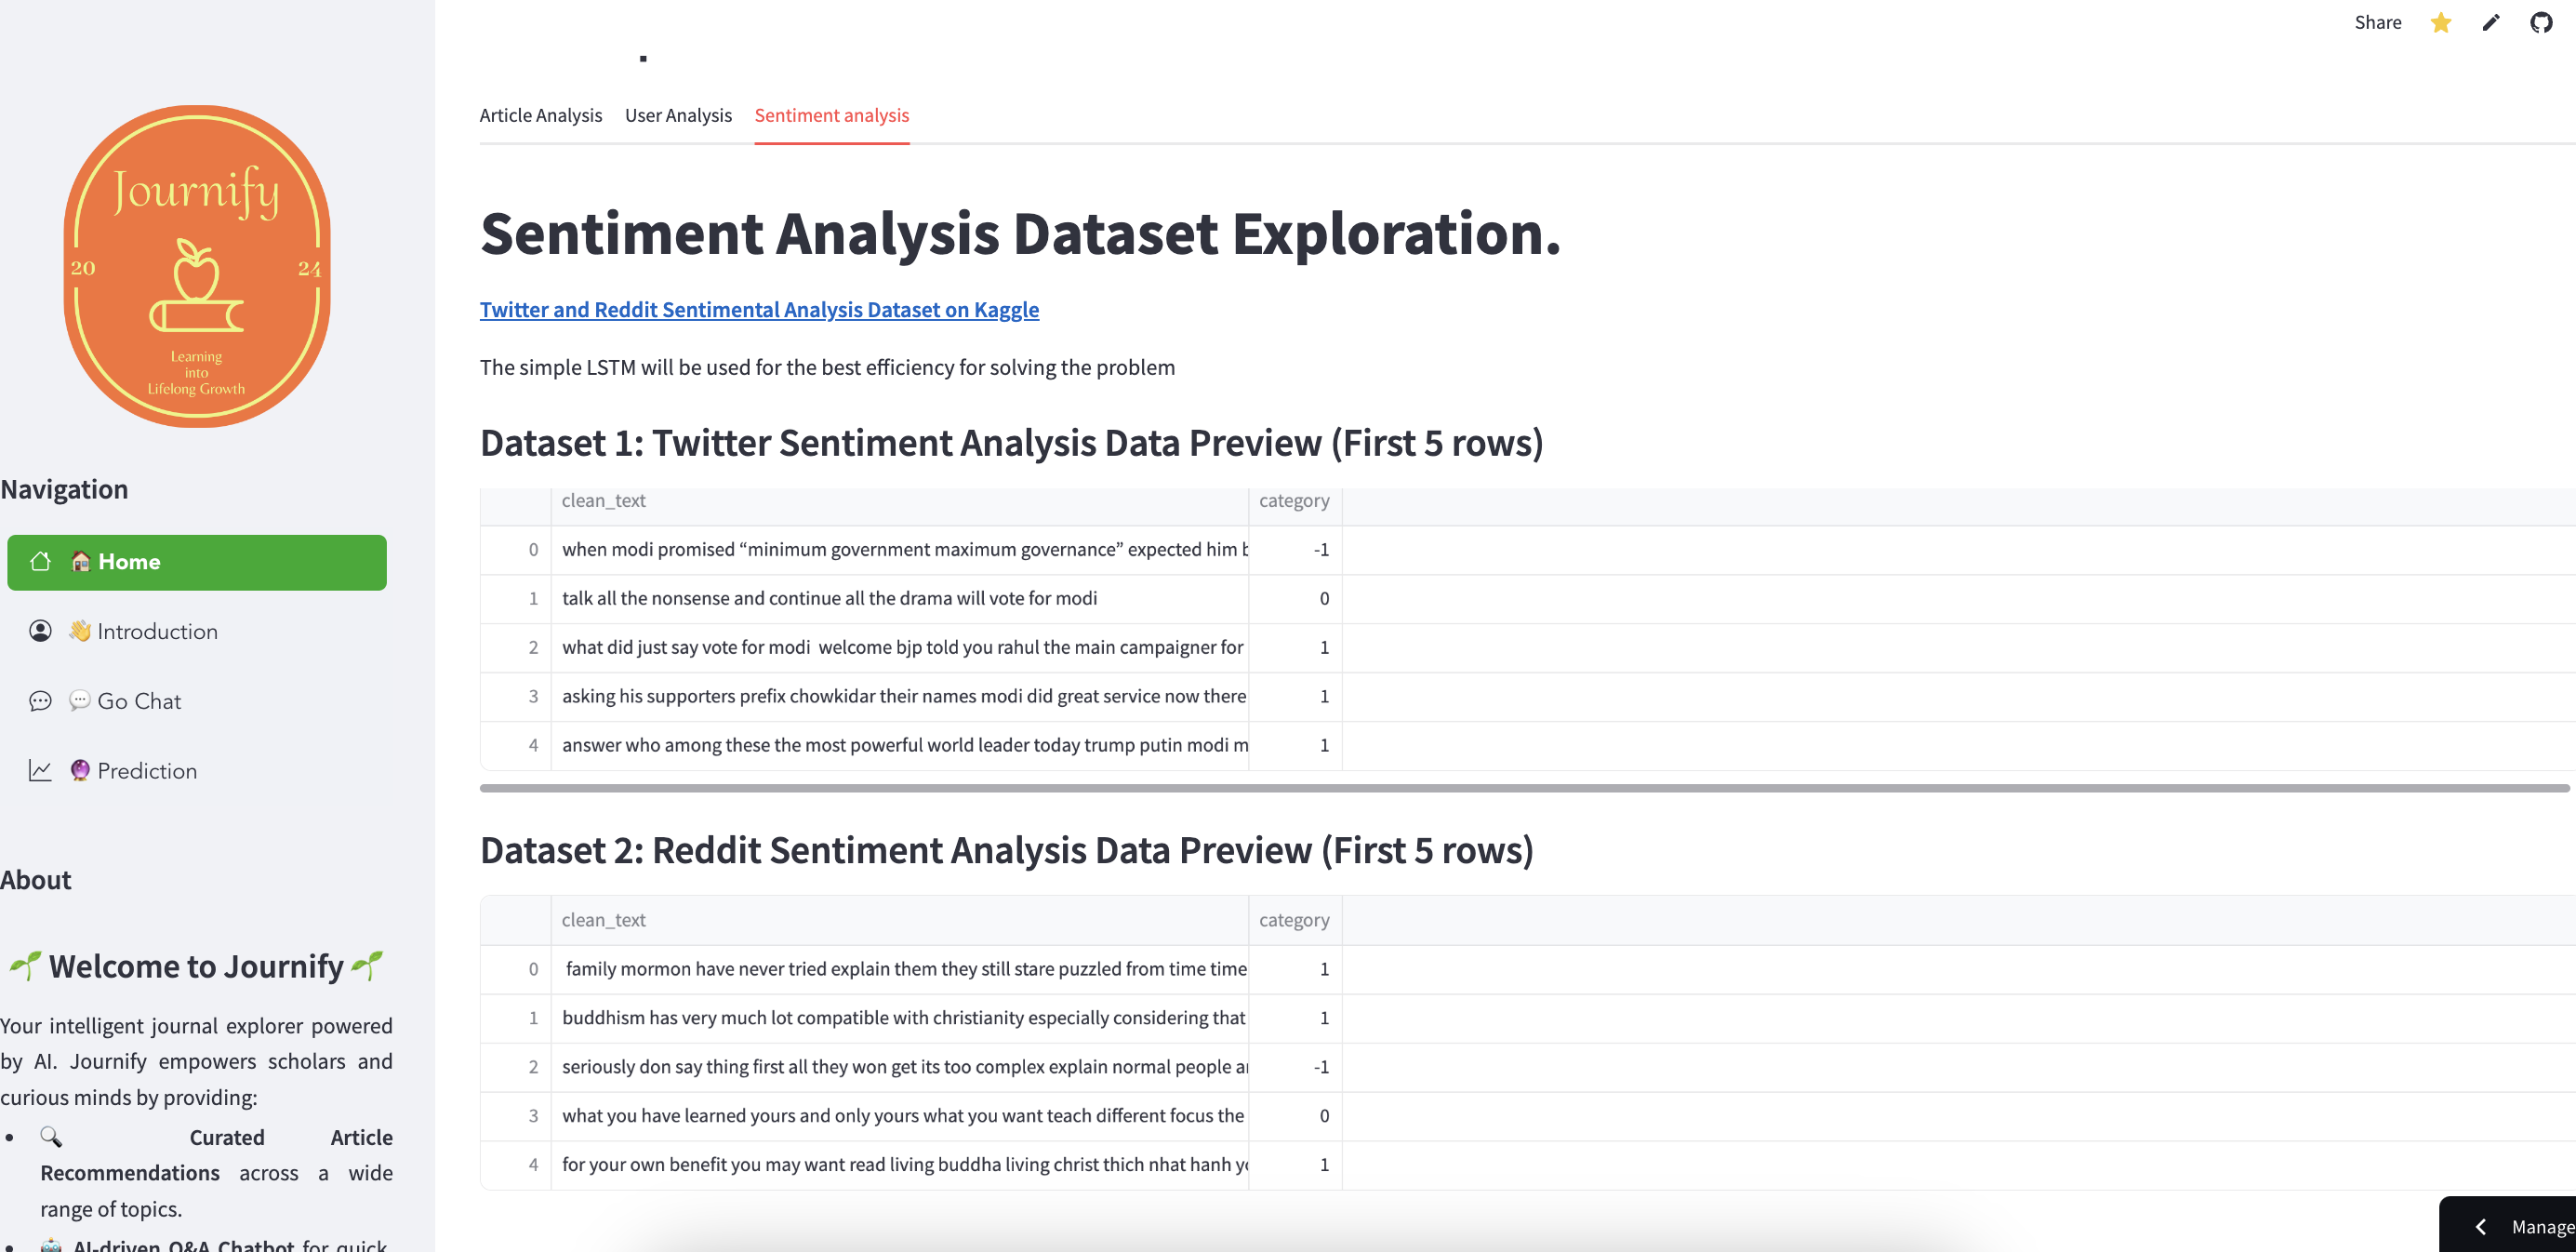 Share
Journify
20 24
Learning
into
Lifelong Growth
Navigation
Home
Introduction
Go Chat
Prediction
About
Welcome to Journify
Your intelligent journal explorer powered
by AI. Journify empowers scholars and
curious minds by providing:
• Curated Article
Recommendations across a wide
range of topics.
• AI-driven Q&A Chatbot for quick,
Article Analysis User Analysis Sentiment analysis
Sentiment Analysis Dataset Exploration.
Twitter and Reddit Sentimental Analysis Dataset on Kaggle
The simple LSTM will be used for the best efficiency for solving the problem
Dataset 1: Twitter Sentiment Analysis Data Preview (First 5 rows)
clean_text category
0 when modi promised “minimum government maximum governance” expected him -1
1 talk all the nonsense and continue all the drama will vote for modi 0
2 what did just say vote for modi  welcome bjp told you rahul the main campaigner for 1
3 asking his supporters prefix chowkidar their names modi did great service now there 1
4 answer who among these the most powerful world leader today trump putin modi m 1
Dataset 2: Reddit Sentiment Analysis Data Preview (First 5 rows)
clean_text category
0 family mormon have never tried explain them they still stare puzzled from time time 1
1 buddhism has very much lot compatible with christianity especially considering that 1
2 seriously don say thing first all they won get its too complex explain normal people -1
3 what you have learned yours and only yours what you want teach different focus the 0
4 for your own benefit you may want read living buddha living christ thich nhat hanh 1
Manage